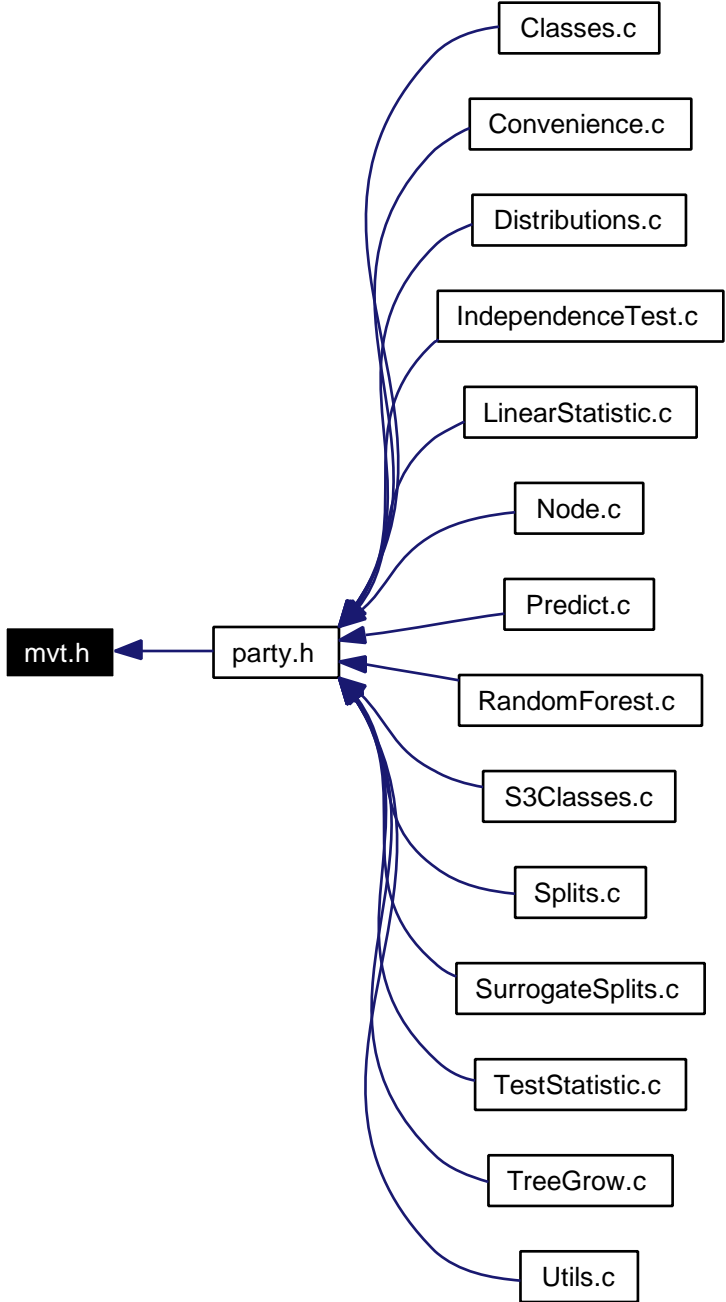 Classes.c
Convenience.c
Distributions.c
IndependenceTest.c
LinearStatistic.c
Node.c
Predict.c
mvt.h
party.h
RandomForest.c
S3Classes.c
Splits.c
SurrogateSplits.c
TestStatistic.c
TreeGrow.c
Utils.c